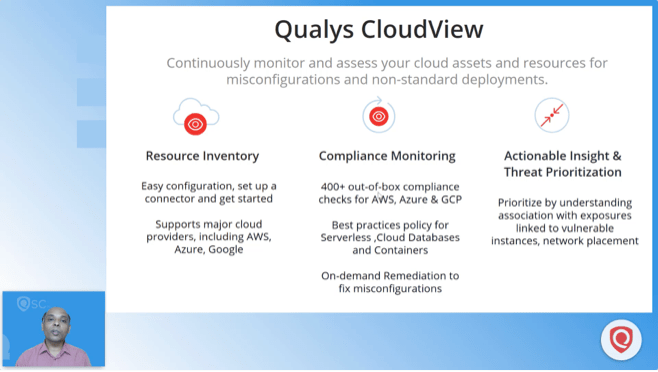 Qualys CloudView
Continuously monitor and assess your cloud assets and resources for
misconfigurations and non-standard deployments.
Resource Inventory
Easy configuration, set up a
connector and get started
Supports major cloud
providers, including AWS,
Azure, Google
Compliance Monitoring
400+ out-of-box compliance
checks for AWS, Azure & GCP
Best practices policy for
Serverless ,Cloud Databases
and Containers
On-demand Remediation to
fix misconfigurations
Actionable Insight &
Threat Prioritization
Prioritize by understanding
association with exposures
linked to vulnerable
instances, network placement
SC